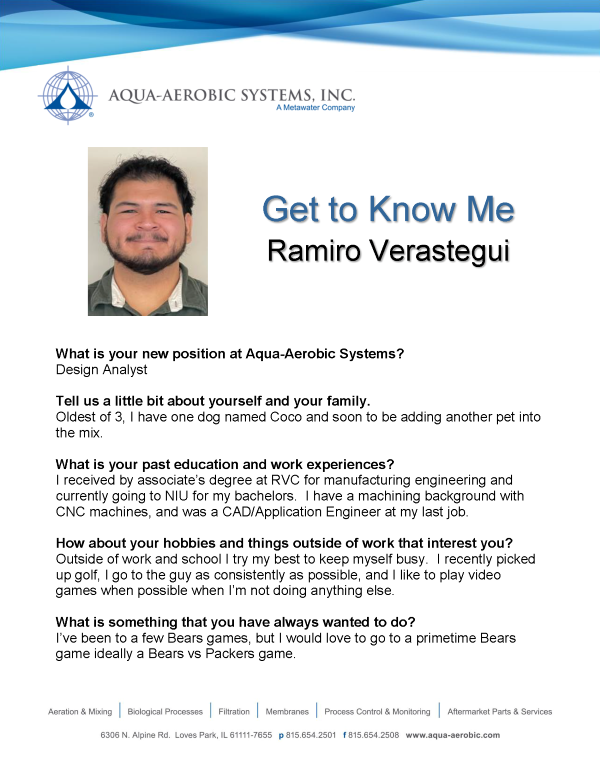 AQUA-AEROBIC SYSTEMS, INC.
A Metawater Company
®
Get to Know Me
Ramiro Verastegui
What is your new position at Aqua-Aerobic Systems?
Design Analyst
Tell us a little bit about yourself and your family.
Oldest of 3, I have one dog named Coco and soon to be adding another pet into
the mix.
What is your past education and work experiences?
I received by associate’s degree at RVC for manufacturing engineering and
currently going to NIU for my bachelors.  I have a machining background with
CNC machines, and was a CAD/Application Engineer at my last job.
How about your hobbies and things outside of work that interest you?
Outside of work and school I try my best to keep myself busy.  I recently picked
up golf, I go to the guy as consistently as possible, and I like to play video
games when possible when I’m not doing anything else.
What is something that you have always wanted to do?
I’ve been to a few Bears games, but I would love to go to a primetime Bears
game ideally a Bears vs Packers game.
Aeration & Mixing | Biological Processes | Filtration | Membranes | Process Control & Monitoring | Aftermarket Parts & Services
6306 N. Alpine Rd.  Loves Park, IL 61111-7655  p 815.654.2501  f 815.654.2508  www.aqua-aerobic.com